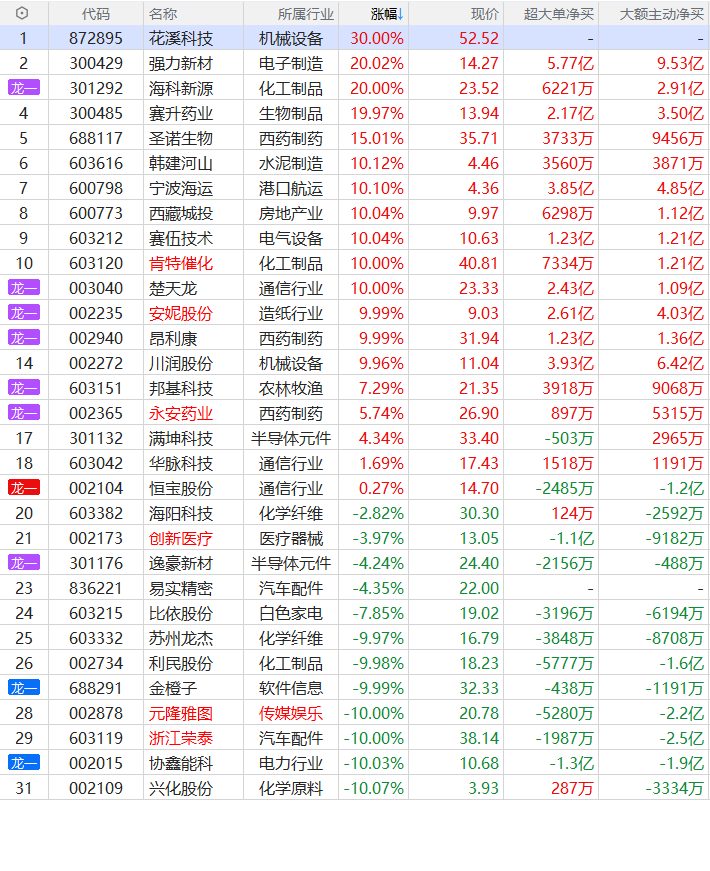 代码 名称 所属行业 涨幅↓ 现价 超大单净买 大额主动净买
1 872895 花溪科技 机械设备 30.00% 52.52 - -
2 300429 强力新材 电子制造 20.02% 14.27 5.77亿 9.53亿
龙一 301292 海科新源 化工制品 20.00% 23.52 6221万 2.91亿
4 300485 赛升药业 生物制品 19.97% 13.94 2.17亿 3.50亿
5 688117 圣诺生物 西药制药 15.01% 35.71 3733万 9456万
6 603616 韩建河山 水泥制造 10.12% 4.46 3560万 3871万
7 600798 宁波海运 港口航运 10.10% 4.36 3.85亿 4.85亿
8 600773 西藏城投 房地产业 10.04% 9.97 6298万 1.12亿
9 603212 赛伍技术 电气设备 10.04% 10.63 1.23亿 1.21亿
10 603120 肯特催化 化工制品 10.00% 40.81 7334万 1.21亿
龙一 003040 楚天龙 通信行业 10.00% 23.33 2.43亿 1.09亿
龙一 002235 安妮股份 造纸行业 9.99% 9.03 2.61亿 4.03亿
龙一 002940 昂利康 西药制药 9.99% 31.94 1.23亿 1.36亿
14 002272 川润股份 机械设备 9.96% 11.04 3.93亿 6.42亿
龙一 603151 邦基科技 农林牧渔 7.29% 21.35 3918万 9068万
龙一 002365 永安药业 西药制药 5.74% 26.90 897万 5315万
17 301132 满坤科技 半导体元件 4.34% 33.40 -503万 2965万
18 603042 华脉科技 通信行业 1.69% 17.43 1518万 1191万
龙一 002104 恒宝股份 通信行业 0.27% 14.70 -2485万 -1.2亿
20 603382 海阳科技 化学纤维 -2.82% 30.30 124万 -2592万
21 002173 创新医疗 医疗器械 -3.97% 13.05 -1.1亿 -9182万
龙一 301176 逸豪新材 半导体元件 -4.24% 24.40 -2156万 -488万
23 836221 易实精密 汽车配件 -4.35% 22.00 - -
24 603215 比依股份 白色家电 -7.85% 19.02 -3196万 -6194万
25 603332 苏州龙杰 化学纤维 -9.97% 16.79 -3848万 -8708万
26 002734 利民股份 化工制品 -9.98% 18.23 -5777万 -1.6亿
龙一 688291 金橙子 软件信息 -9.99% 32.33 -438万 -1191万
28 002878 元隆雅图 传媒娱乐 -10.00% 20.78 -5280万 -2.2亿
29 603119 浙江荣泰 汽车配件 -10.00% 38.14 -1987万 -2.5亿
龙一 002015 协鑫能科 电力行业 -10.03% 10.68 -1.3亿 -1.9亿
31 002109 兴化股份 化学原料 -10.07% 3.93 287万 -3334万